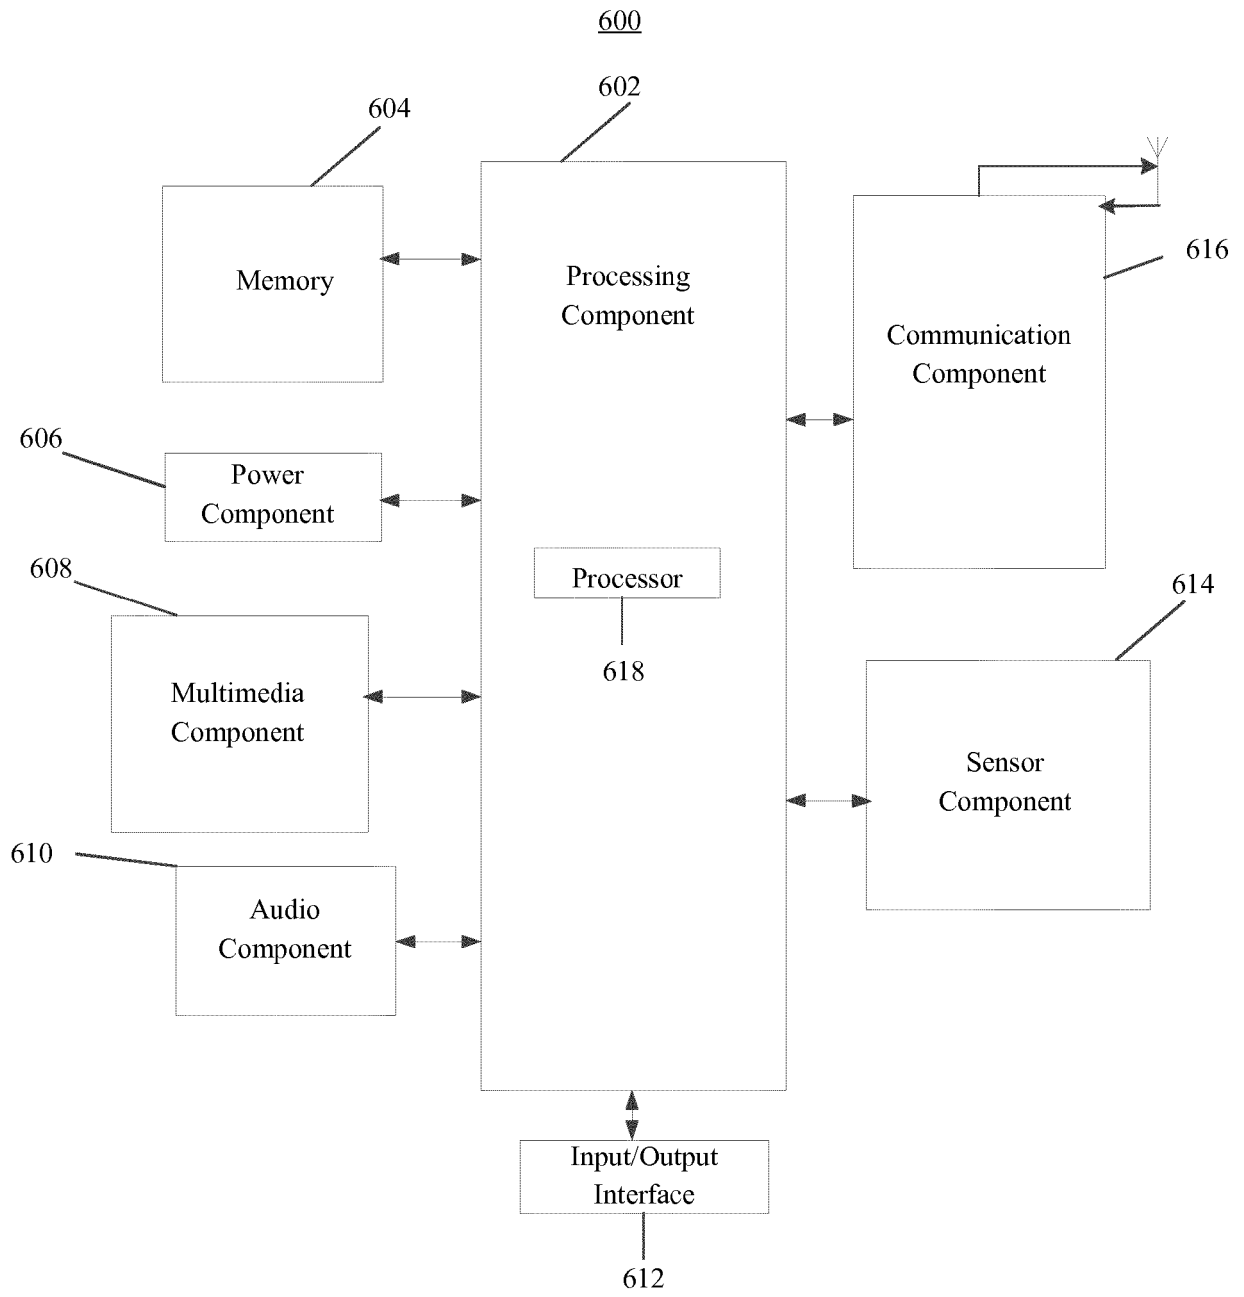 600
602
604
Memory
Processing
Component
616
Communication
Component
606
Power
Component
608
Processor
618
614
Multimedia
Component
Sensor
Component
610
Audio
Component
Input/Output
Interface
612